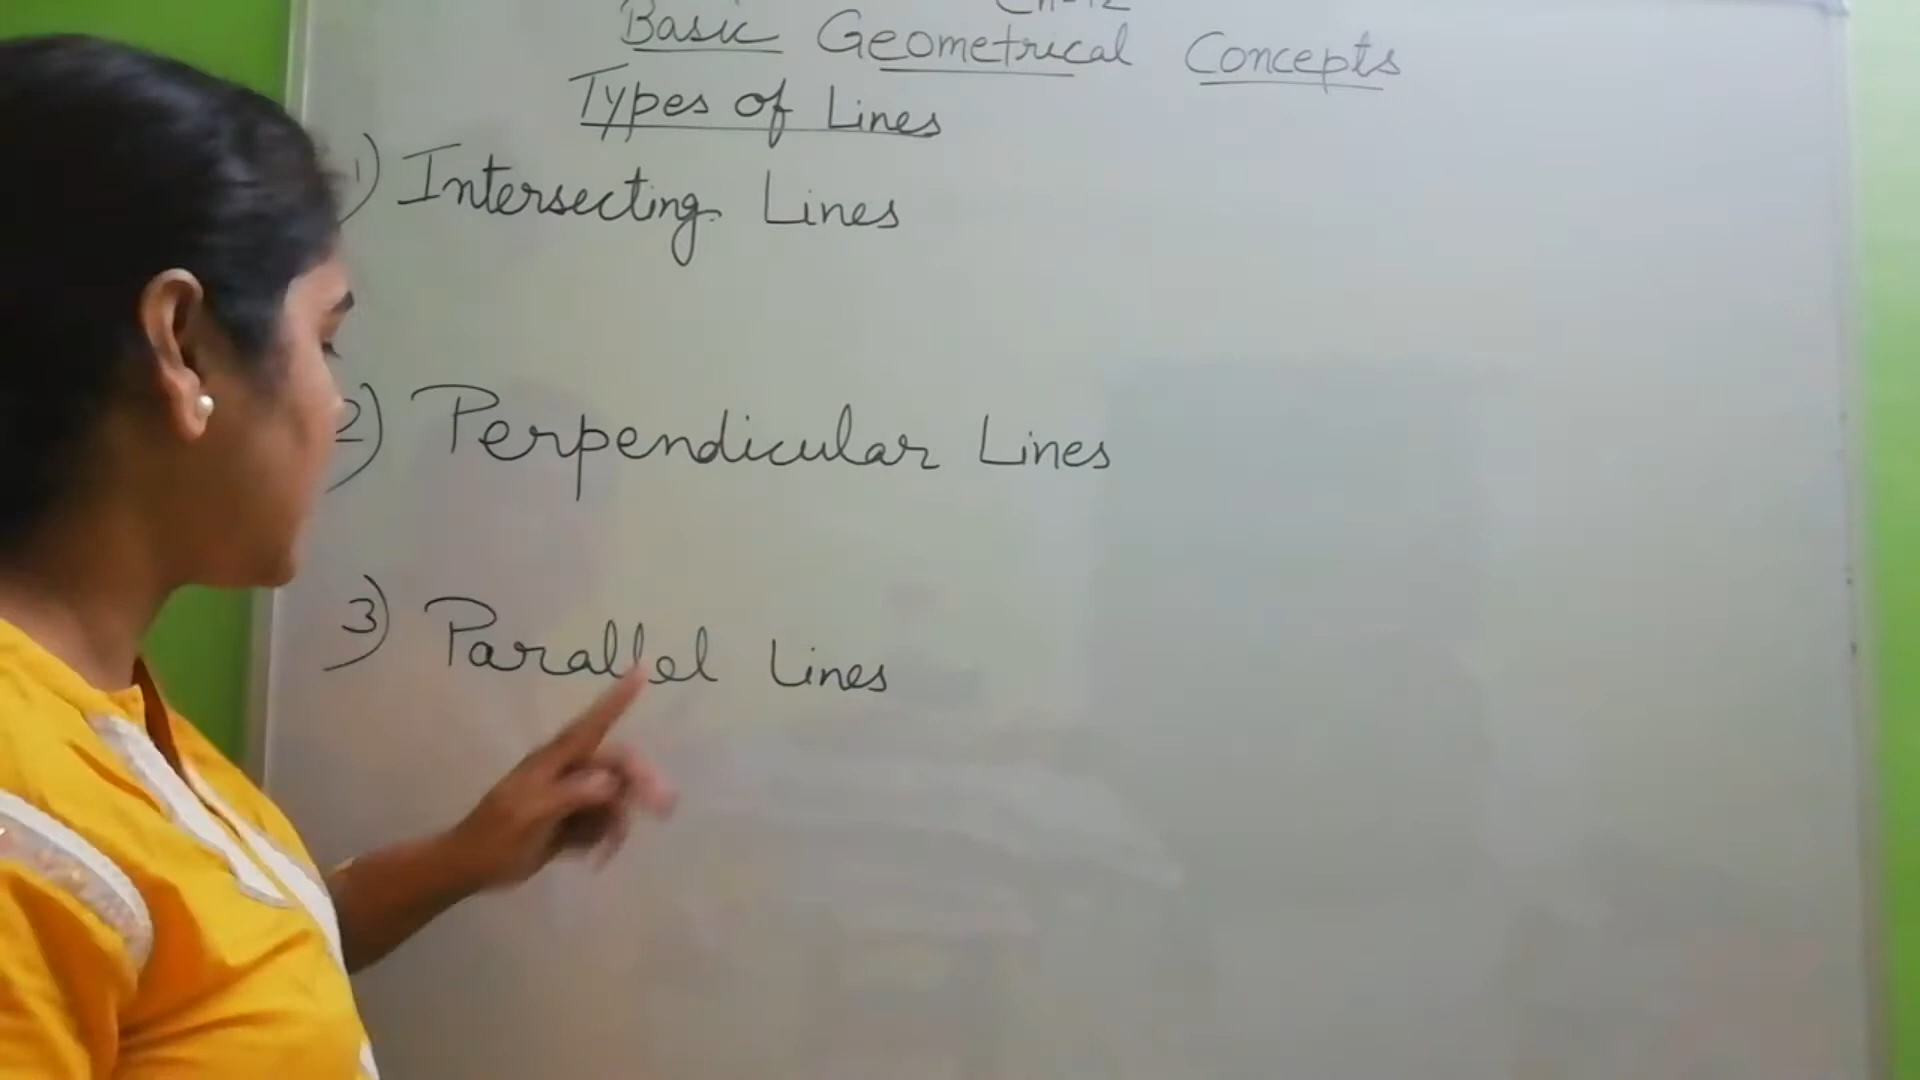 Basic Geometrical Concepts
Types of Lines
1) Intersecting Lines
2) Perpendicular Lines
3) Parallel Lines